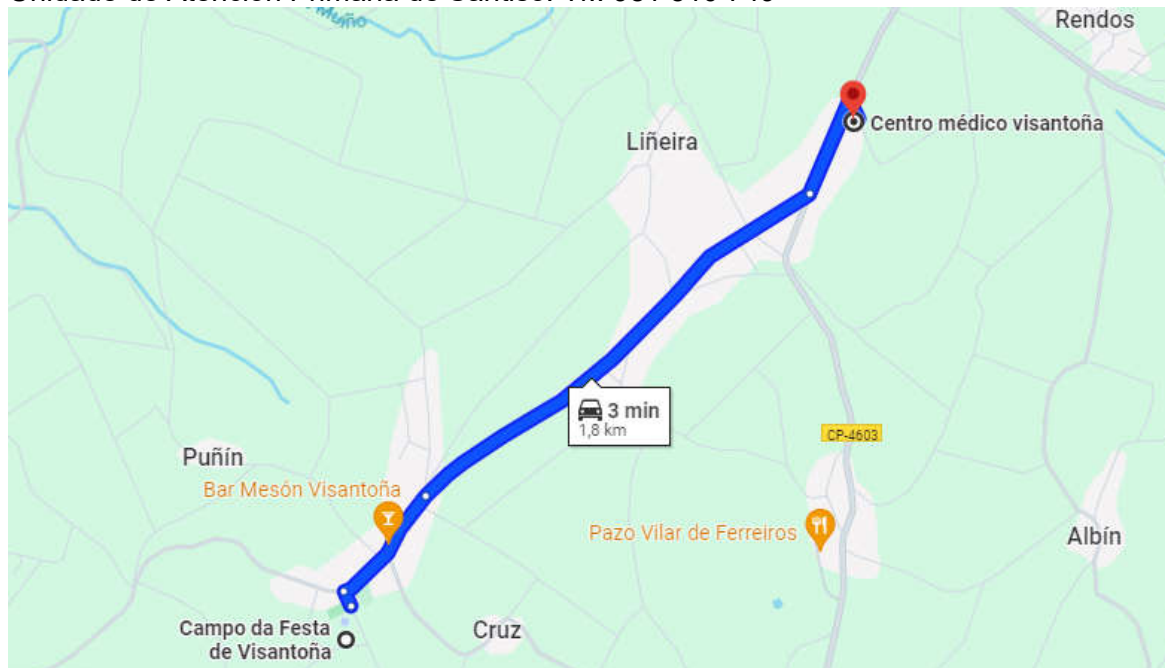 Muíño
Rendos
Centro médico visantoña
Liñeira
3 min
1,8 km
CP-4603
Puñín
Bar Mesón Visantoña
Pazo Vilar de Ferreiros
Albín
Campo da Festa
de Visantoña
Cruz